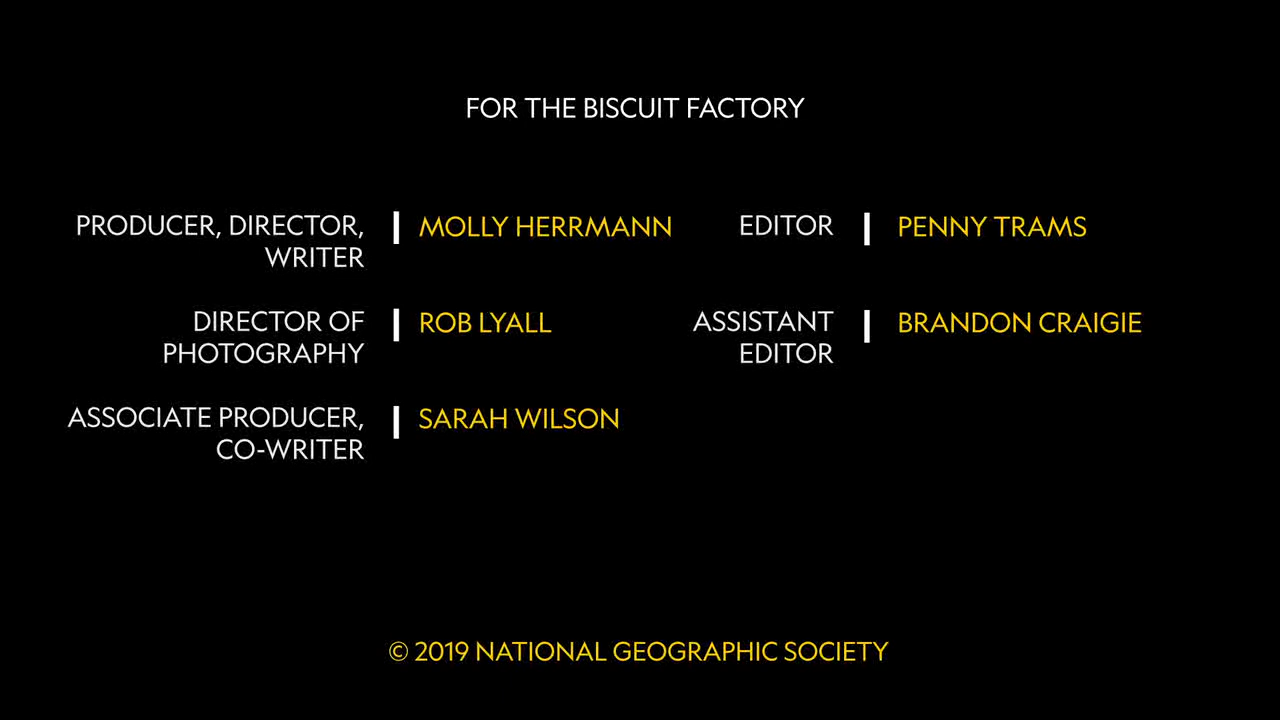 FOR THE BISCUIT FACTORY
PRODUCER, DIRECTOR,
WRITER
MOLLY HERRMANN
DIRECTOR OF
PHOTOGRAPHY
ROB LYALL
ASSOCIATE PRODUCER,
CO-WRITER
SARAH WILSON
EDITOR
PENNY TRAMS
ASSISTANT
EDITOR
BRANDON CRAIGIE
© 2019 NATIONAL GEOGRAPHIC SOCIETY